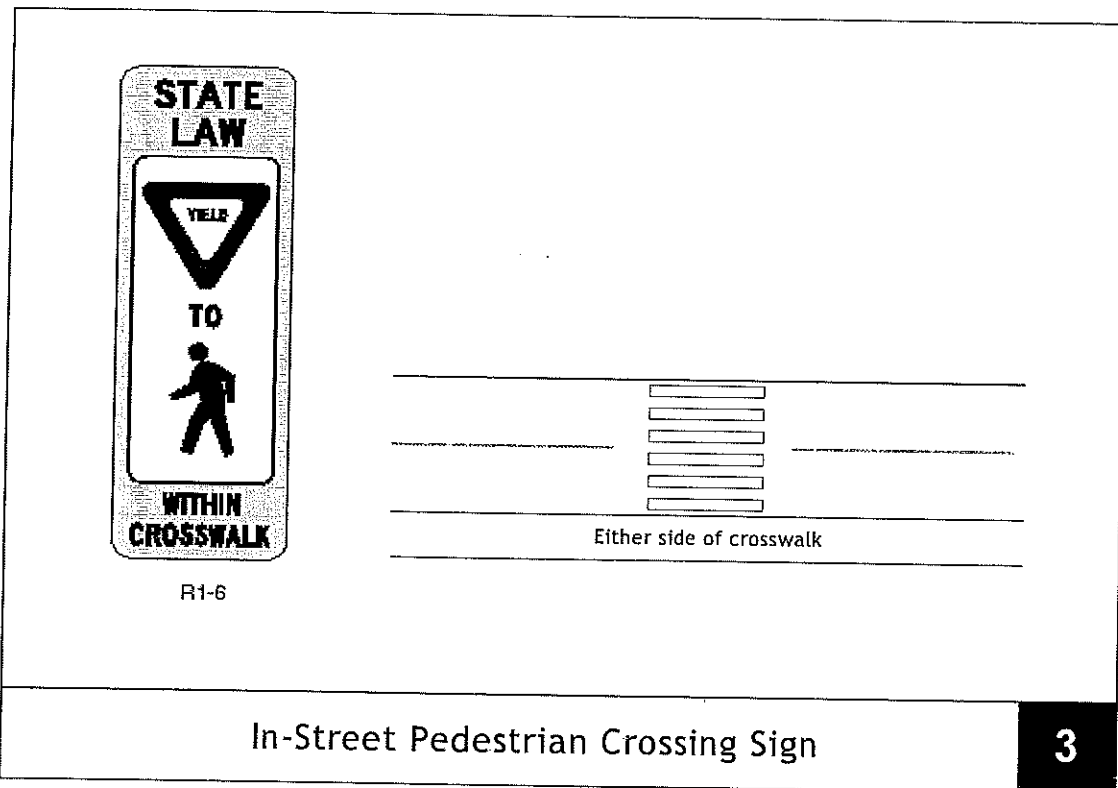 STATE
LAW
YIELD
TO
WITHIN
CROSSWALK
R1-6
Either side of crosswalk
In-Street Pedestrian Crossing Sign
3